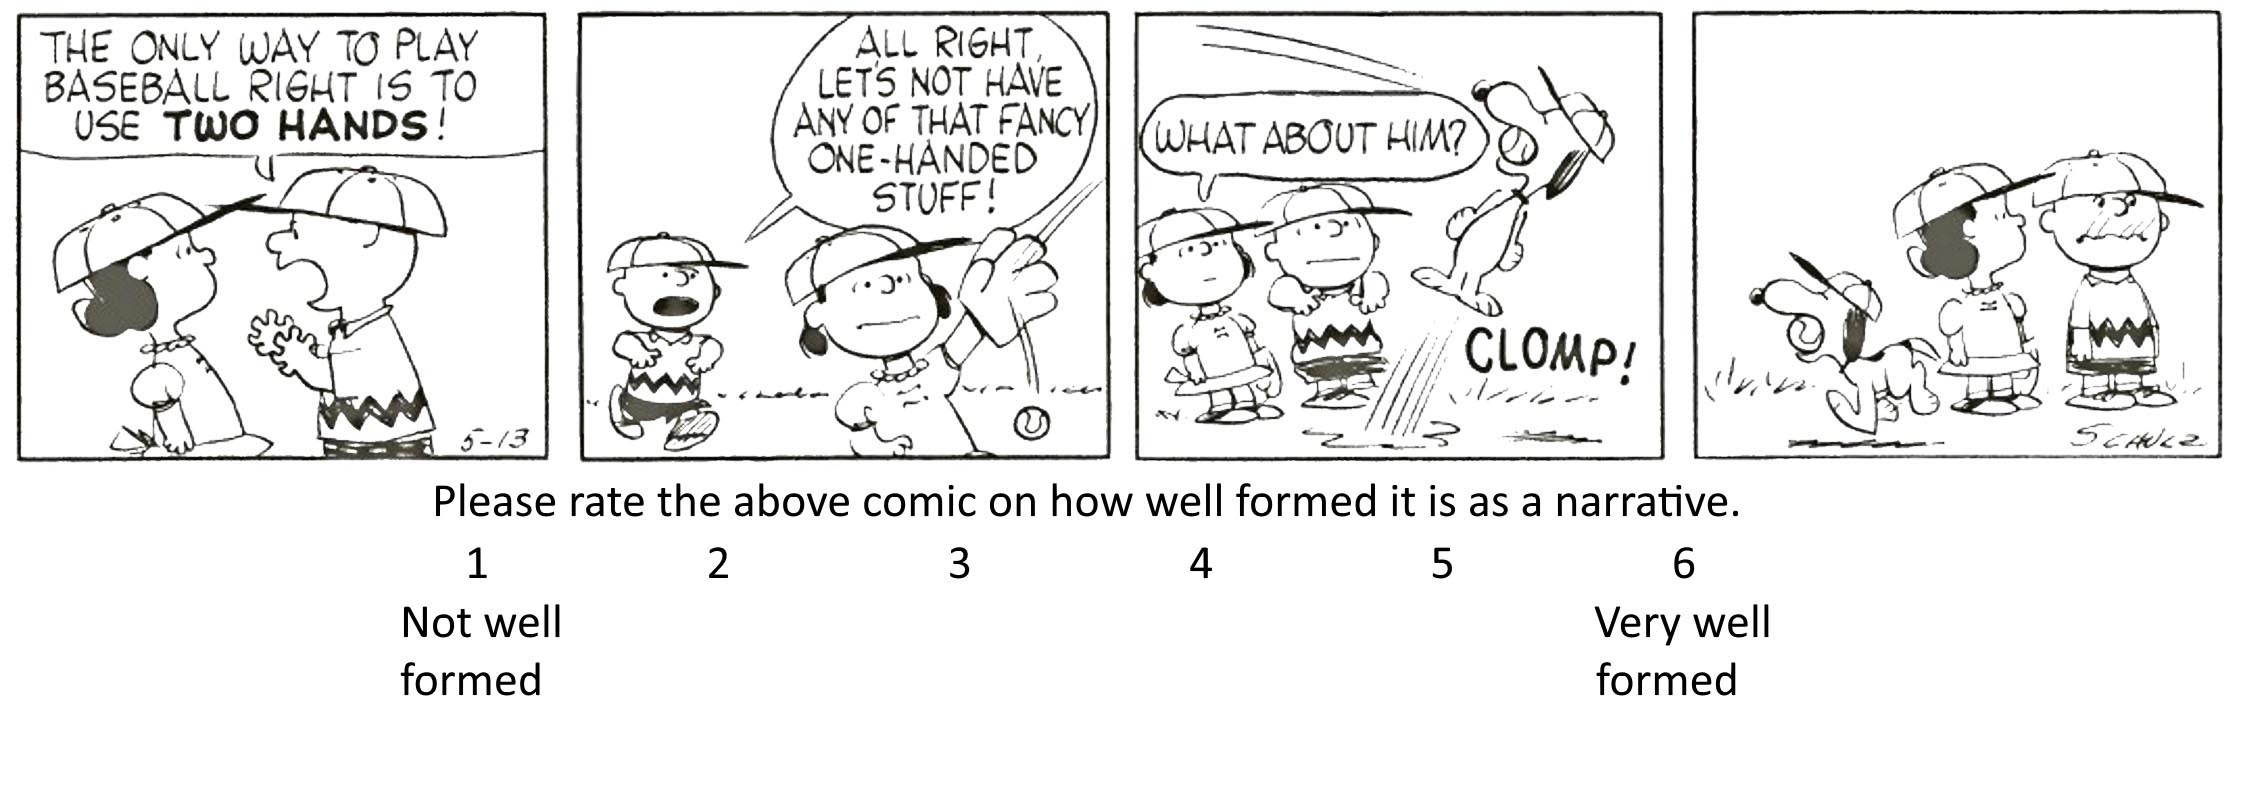 THE ONLY WAY TO PLAY
BASEBALL RIGHT IS TO
USE TWO HANDS!
5-13
ALL RIGHT,
LET'S NOT HAVE
ANY OF THAT FANCY
ONE-HANDED
STUFF!
WHAT ABOUT HIM?
CLOMP!
SCHULZ
Please rate the above comic on how well formed it is as a narrative.
1 2 3 4 5 6
Not well
formed
Very well
formed